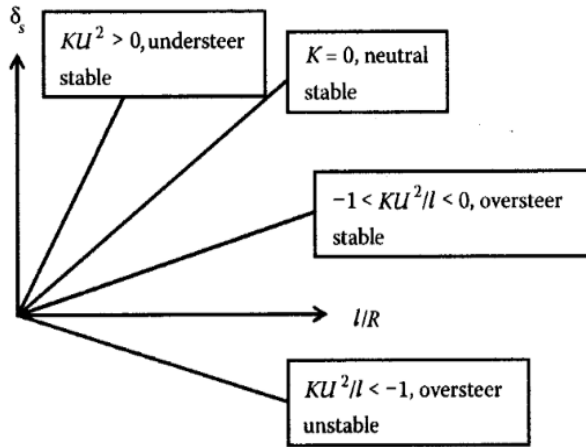 δₛ
KU² > 0, understeer
stable
K = 0, neutral
stable
−1 < KU²/l < 0, oversteer
stable
l/R
KU²/l < −1, oversteer
unstable